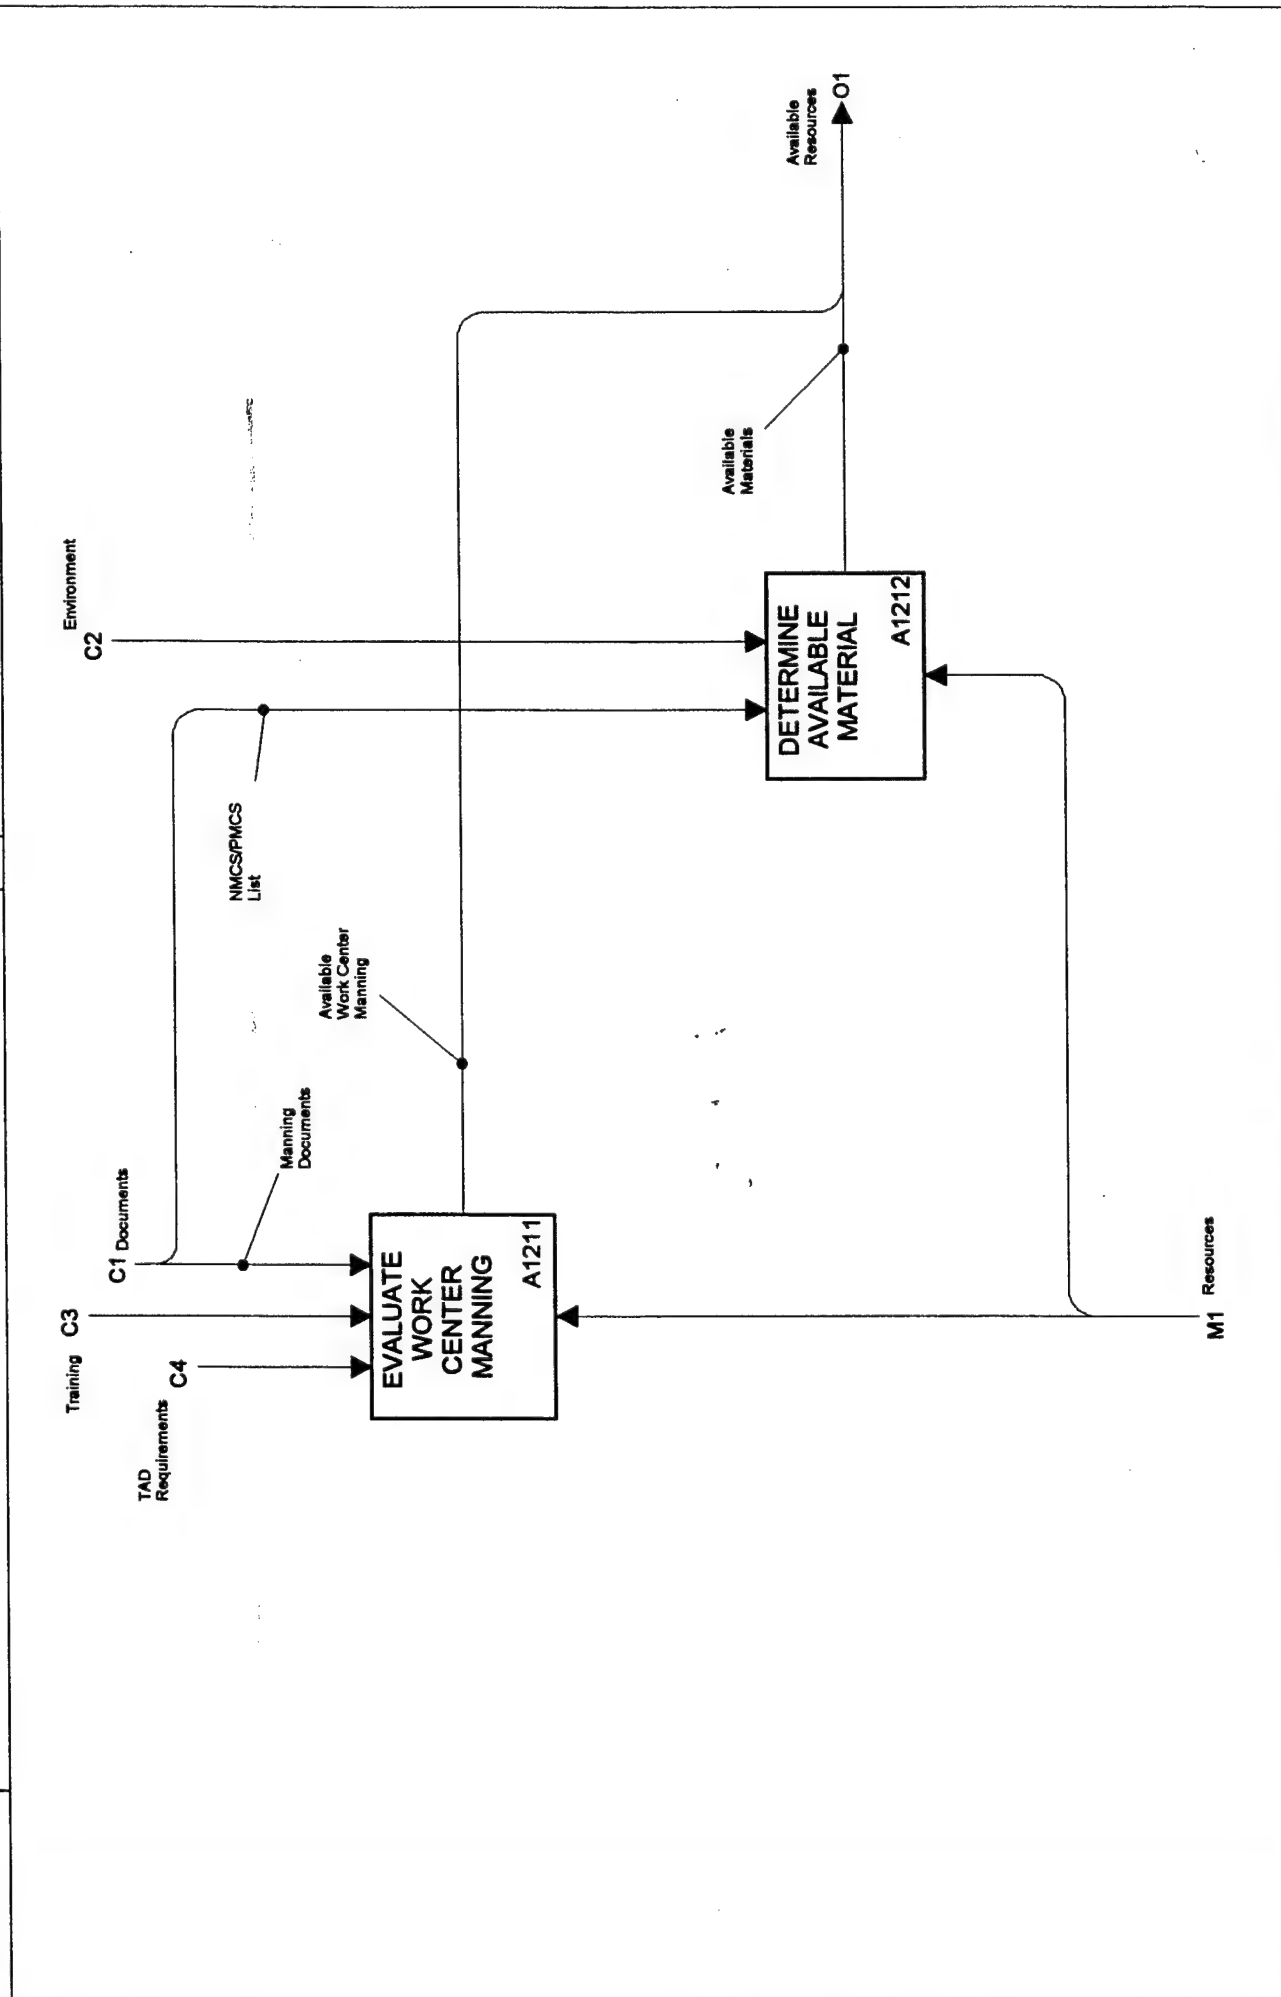 Training
C3
TAD
Requirements
C4
C1 Documents
Environment
C2
NMCS/PMCS
List
Manning
Documents
Available
Work Center
Manning
EVALUATE
WORK
CENTER
MANNING
A1211
Available
Materials
Available
Resources
O1
DETERMINE
AVAILABLE
MATERIAL
A1212
M1 Resources